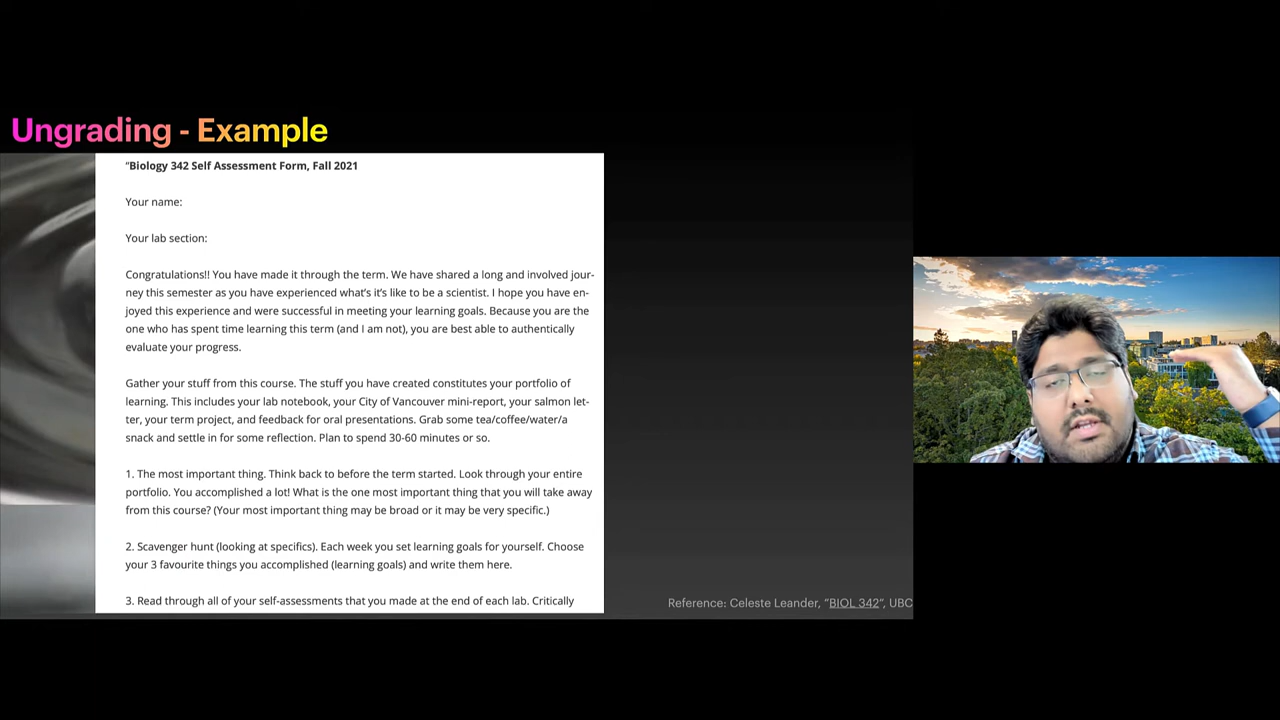 Ungrading - Example
"Biology 342 Self Assessment Form, Fall 2021
Your name:
Your lab section:
Congratulations!! You have made it through the term. We have shared a long and involved jour-
ney this semester as you have experienced what's it's like to be a scientist. I hope you have en-
joyed this experience and were successful in meeting your learning goals. Because you are the
one who has spent time learning this term (and I am not), you are best able to authentically
evaluate your progress.
Gather your stuff from this course. The stuff you have created constitutes your portfolio of
learning. This includes your lab notebook, your City of Vancouver mini-report, your salmon let-
ter, your term project, and feedback for oral presentations. Grab some tea/coffee/water/a
snack and settle in for some reflection. Plan to spend 30-60 minutes or so.
1. The most important thing. Think back to before the term started. Look through your entire
portfolio. You accomplished a lot! What is the one most important thing that you will take away
from this course? (Your most important thing may be broad or it may be very specific.)
2. Scavenger hunt (looking at specifics). Each week you set learning goals for yourself. Choose
your 3 favourite things you accomplished (learning goals) and write them here.
3. Read through all of your self-assessments that you made at the end of each lab. Critically
Reference: Celeste Leander, "BIOL 342", UBC